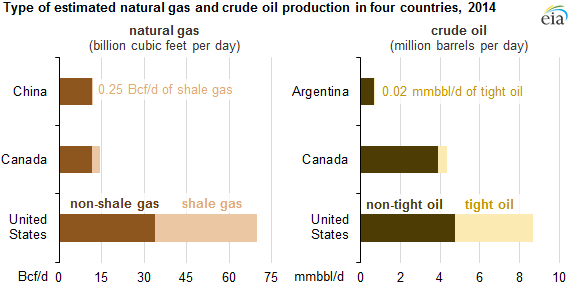 Type of estimated natural gas and crude oil production in four countries, 2014
eia
natural gas
(billion cubic feet per day)
China
0.25 Bcf/d of shale gas
Canada
non-shale gas
shale gas
United
States
Bcf/d
0
15
30
45
60
75
crude oil
(million barrels per day)
Argentina
0.02 mmbbl/d of tight oil
Canada
non-tight oil
tight oil
United
States
mmbbl/d
0
2
4
6
8
10